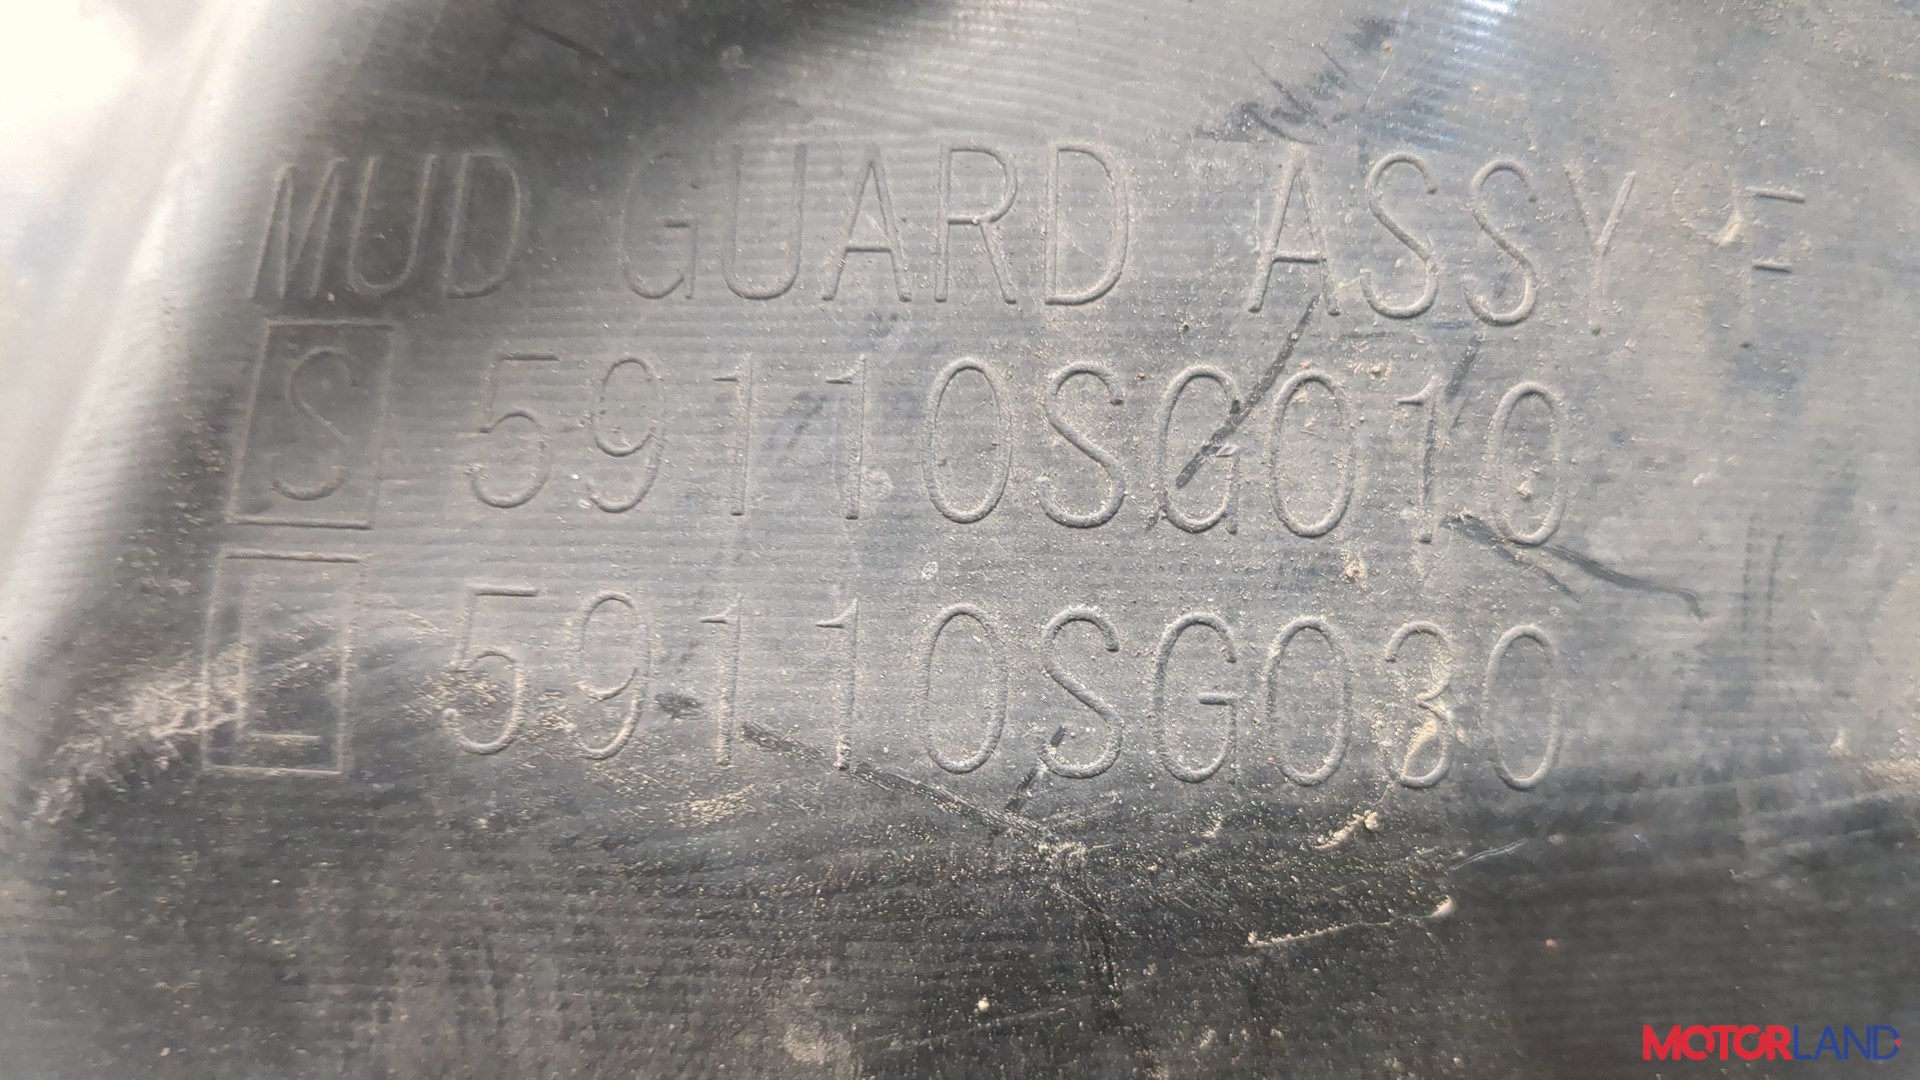 MUD GUARD ASSY F
S 59110SG010
L 59110SG030
MOTORLAND